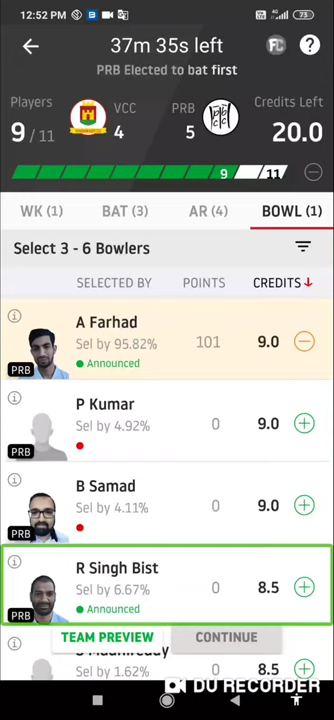 12:52 PM
4G
73
37m 35s left
FC
?
PRB Elected to bat first
Players
9 / 11
VCC
4
PRB
5
Credits Left
20.0
9
11
WK (1)
BAT (3)
AR (4)
BOWL (1)
Select 3 - 6 Bowlers
SELECTED BY
POINTS
CREDITS
A Farhad
Sel by 95.82%
101
9.0
Announced
PRB
P Kumar
Sel by 4.92%
0
9.0
PRB
B Samad
Sel by 4.11%
0
9.0
PRB
R Singh Bist
Sel by 6.67%
0
8.5
Announced
PRB
TEAM PREVIEW
CONTINUE
Sel by 1.62%
0
8.5
DU RECORDER